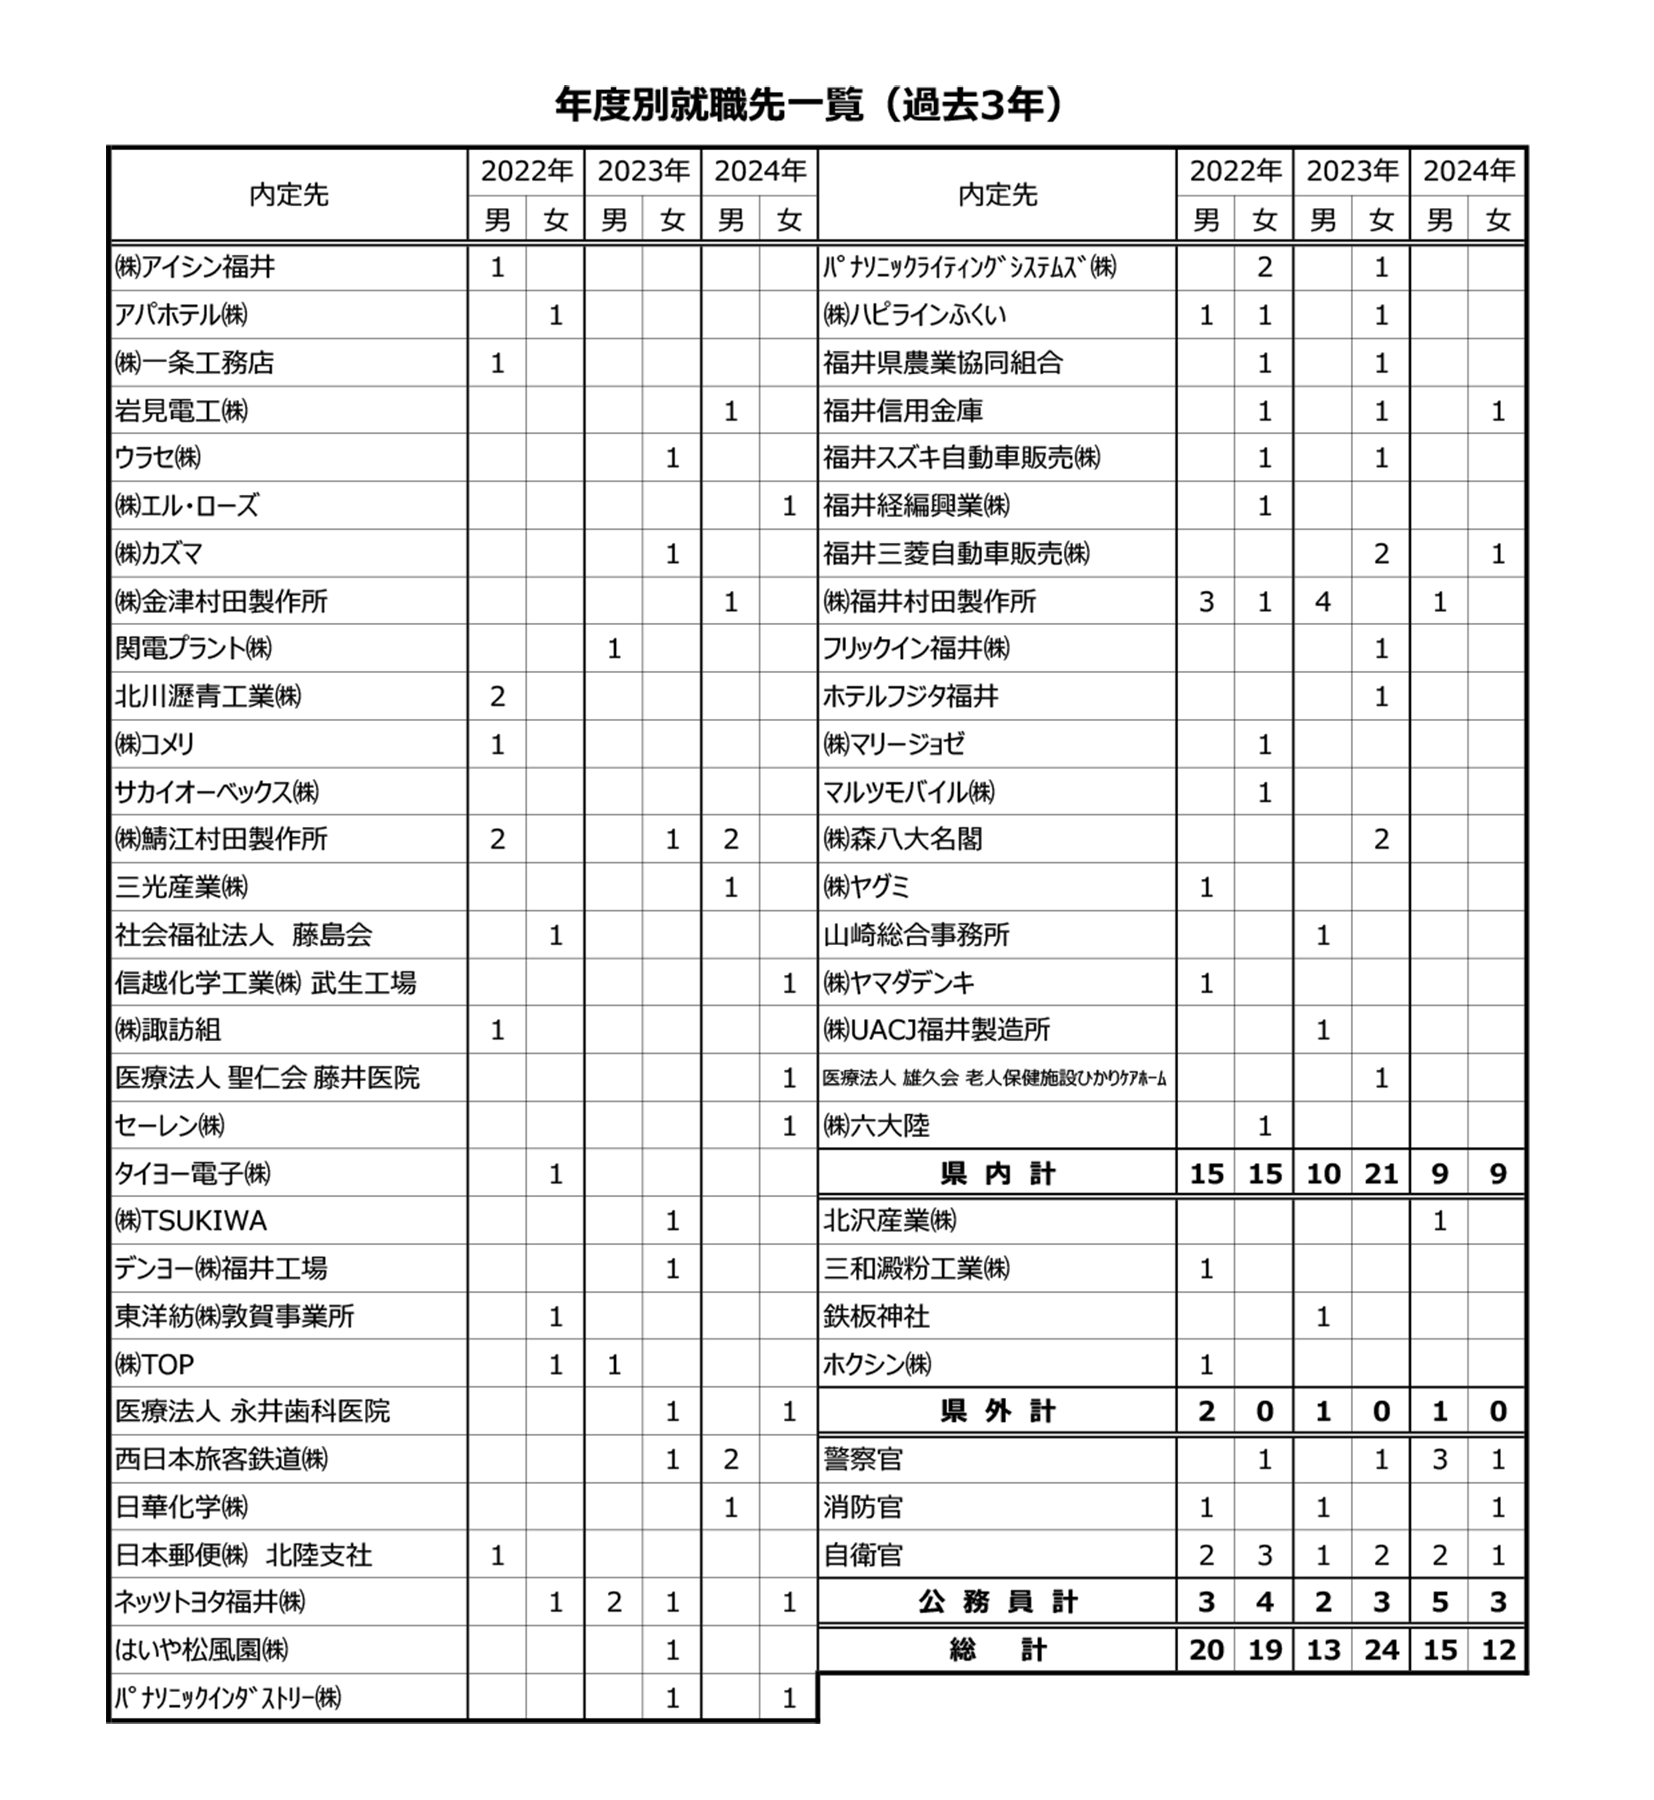 年度別就職先一覧（過去3年）
内定先 2022年 2023年 2024年
男 女 男 女 男 女
㈱アイシン福井 1
アパホテル㈱ 1
㈱一条工務店 1
岩見電工㈱ 1
ウラセ㈱ 1
㈱エル・ローズ 1
㈱カズマ 1
㈱金津村田製作所 1
関電プラント㈱ 1
北川瀝青工業㈱ 2
㈱コメリ 1
サカイオーベックス㈱
㈱鯖江村田製作所 2 1 2
三光産業㈱ 1
社会福祉法人 藤島会 1
信越化学工業㈱ 武生工場 1
㈱諏訪組 1
医療法人 聖仁会 藤井医院 1
セーレン㈱ 1
タイヨー電子㈱ 1
㈱TSUKIWA 1
デンヨー㈱福井工場 1
東洋紡㈱敦賀事業所 1
㈱TOP 1 1
医療法人 永井歯科医院 1 1
西日本旅客鉄道㈱ 1 2
日華化学㈱ 1
日本郵便㈱ 北陸支社 1
ネッツトヨタ福井㈱ 1 2 1 1
はいや松風園㈱ 1
ﾊﾟﾅｿﾆｯｸｲﾝﾀﾞｽﾄﾘｰ㈱ 1 1
内定先 2022年 2023年 2024年
男 女 男 女 男 女
ﾊﾟﾅｿﾆｯｸﾗｲﾃｨﾝｸﾞｼｽﾃﾑｽﾞ㈱ 2 1
㈱ハピラインふくい 1 1 1
福井県農業協同組合 1 1
福井信用金庫 1 1 1
福井スズキ自動車販売㈱ 1 1
福井経編興業㈱ 1
福井三菱自動車販売㈱ 2 1
㈱福井村田製作所 3 1 4 1
フリックイン福井㈱ 1
ホテルフジタ福井 1
㈱マリージョゼ 1
マルツモバイル㈱ 1
㈱森八大名閣 2
㈱ヤグミ 1
山崎総合事務所 1
㈱ヤマダデンキ 1
㈱UACJ福井製造所 1
医療法人 雄久会 老人保健施設ひかりｹｱﾎｰﾑ 1
㈱六大陸 1
県 内 計 15 15 10 21 9 9
北沢産業㈱ 1
三和澱粉工業㈱ 1
鉄板神社 1
ホクシン㈱ 1
県 外 計 2 0 1 0 1 0
警察官 1 1 3 1
消防官 1 1 1
自衛官 2 3 1 2 2 1
公 務 員 計 3 4 2 3 5 3
総 計 20 19 13 24 15 12